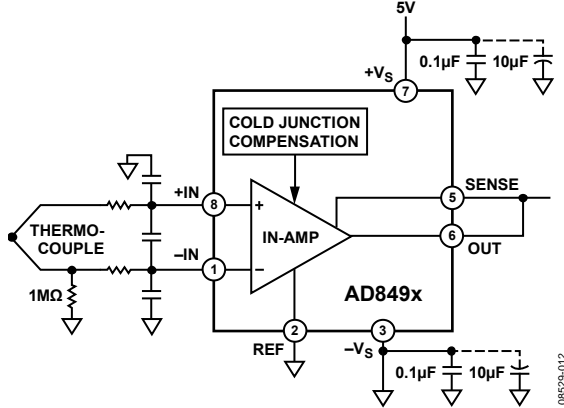 5V
0.1µF
10µF
+VS
7
COLD JUNCTION
COMPENSATION
+IN
8
+
5
SENSE
THERMO-
COUPLE
IN-AMP
6
OUT
–IN
1
–
1MΩ
AD849x
2
3
REF
–VS
0.1µF
10µF
08529-012